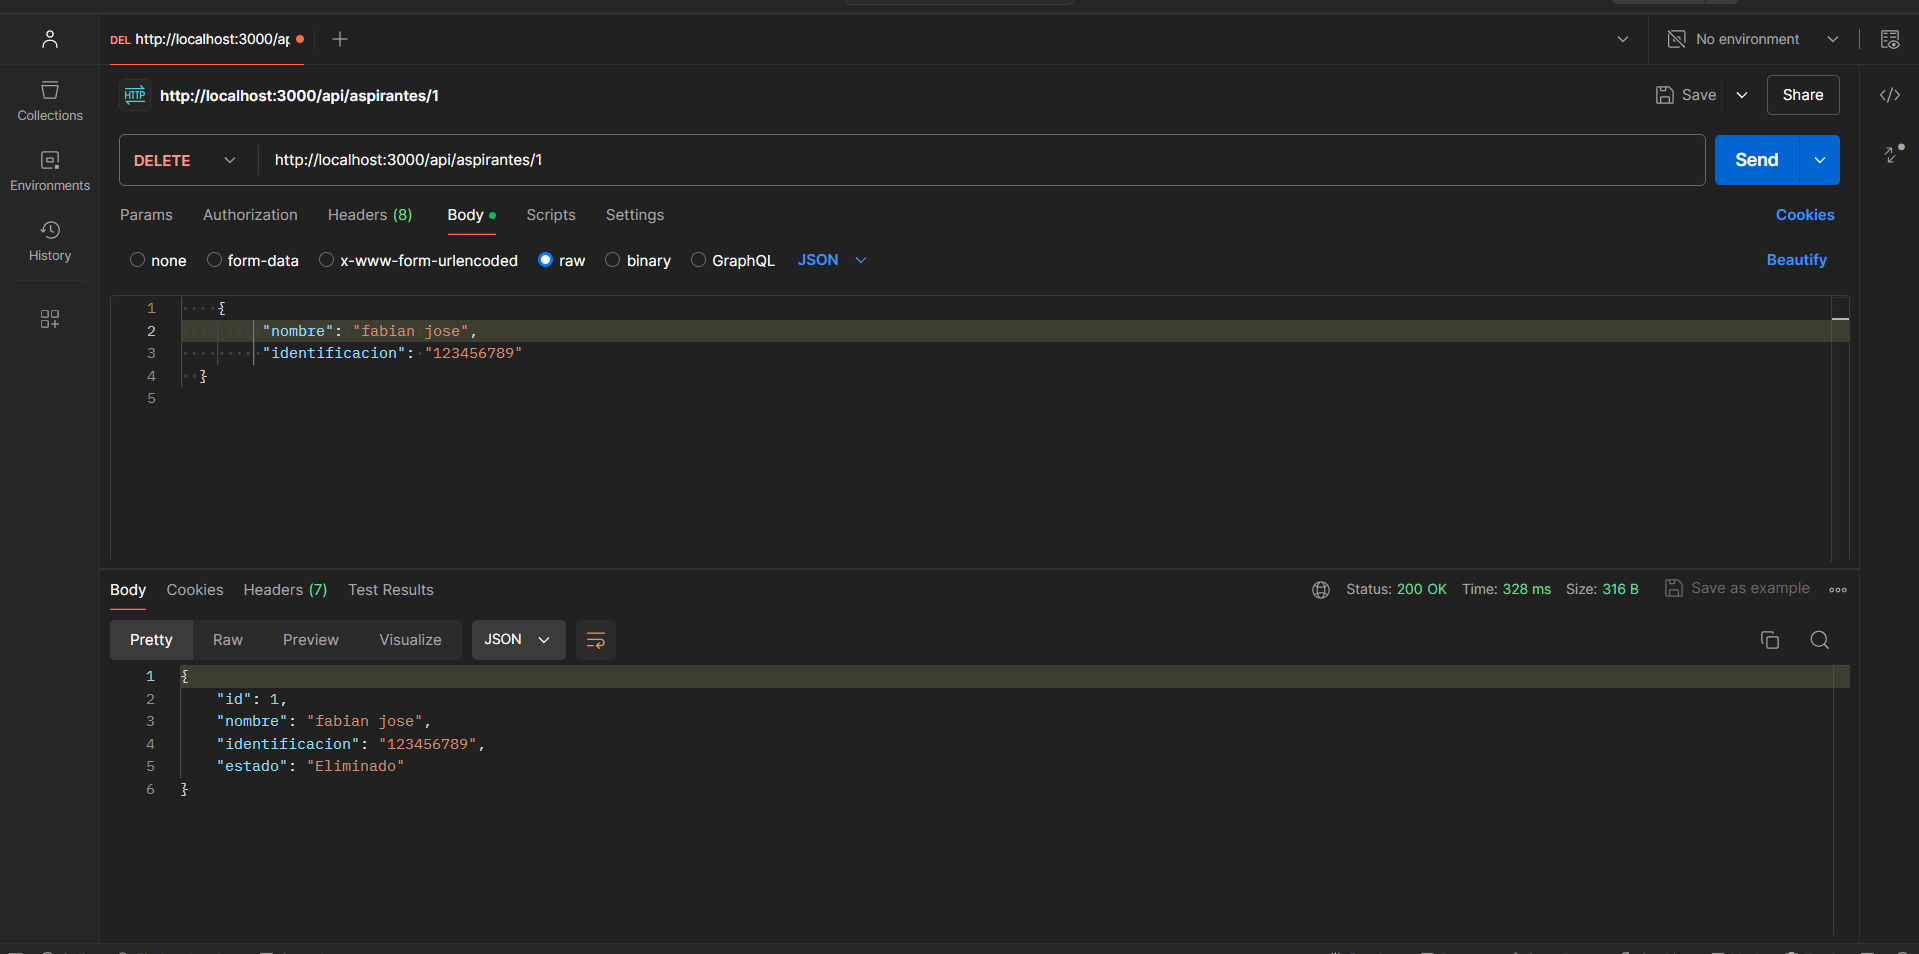 DEL http://localhost:3000/ap
No environment
Collections
Environments
History
HTTP http://localhost:3000/api/aspirantes/1
Save
Share
DELETE http://localhost:3000/api/aspirantes/1
Send
Params Authorization Headers (8) Body Scripts Settings Cookies
none form-data x-www-form-urlencoded raw binary GraphQL JSON Beautify
1 {
2 "nombre": "fabian jose",
3 "identificacion": "123456789"
4 }
5
Body Cookies Headers (7) Test Results Status: 200 OK Time: 328 ms Size: 316 B Save as example
Pretty Raw Preview Visualize JSON
1 {
2 "id": 1,
3 "nombre": "fabian jose",
4 "identificacion": "123456789",
5 "estado": "Eliminado"
6 }